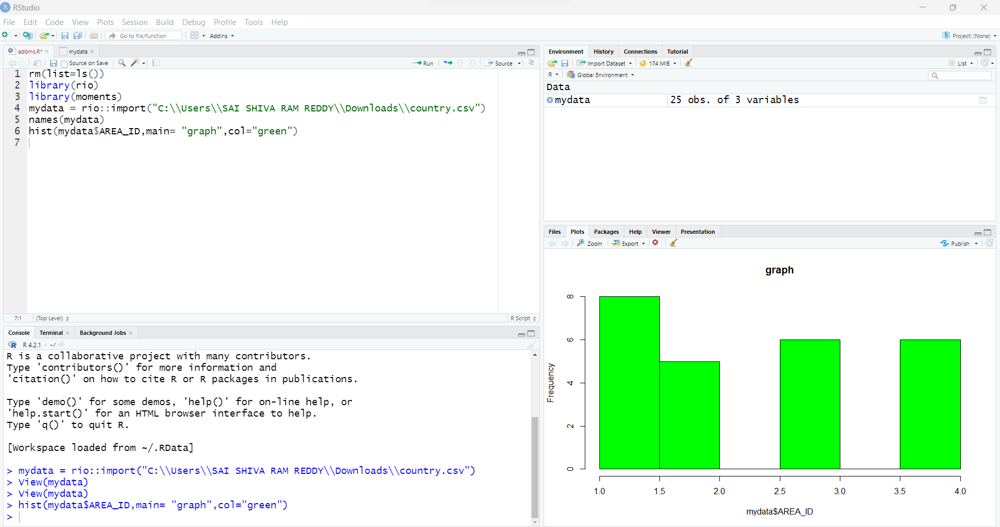 RStudio
File Edit Code View Plots Session Build Debug Profile Tools Help
Go to file/function Addins Project: (None)
adbms.R* mydata
Source on Save Run Source
1 rm(list=ls())
2 library(rio)
3 library(moments)
4 mydata = rio::import("C:\\Users\\SAI SHIVA RAM REDDY\\Downloads\\country.csv")
5 names(mydata)
6 hist(mydata$AREA_ID,main= "graph",col="green")
7
7:1 (Top Level) R Script
Console Terminal Background Jobs
R 4.2.1 · ~/
R is a collaborative project with many contributors.
Type 'contributors()' for more information and
'citation()' on how to cite R or R packages in publications.
Type 'demo()' for some demos, 'help()' for on-line help, or
'help.start()' for an HTML browser interface to help.
Type 'q()' to quit R.
[Workspace loaded from ~/.RData]
> mydata = rio::import("C:\\Users\\SAI SHIVA RAM REDDY\\Downloads\\country.csv")
> View(mydata)
> View(mydata)
> hist(mydata$AREA_ID,main= "graph",col="green")
>
Environment History Connections Tutorial
Import Dataset 174 MiB List
R Global Environment
Data
mydata 25 obs. of 3 variables
Files Plots Packages Help Viewer Presentation
Zoom Export Publish
graph
Frequency
8
6
4
2
0
1.0 1.5 2.0 2.5 3.0 3.5 4.0
mydata$AREA_ID